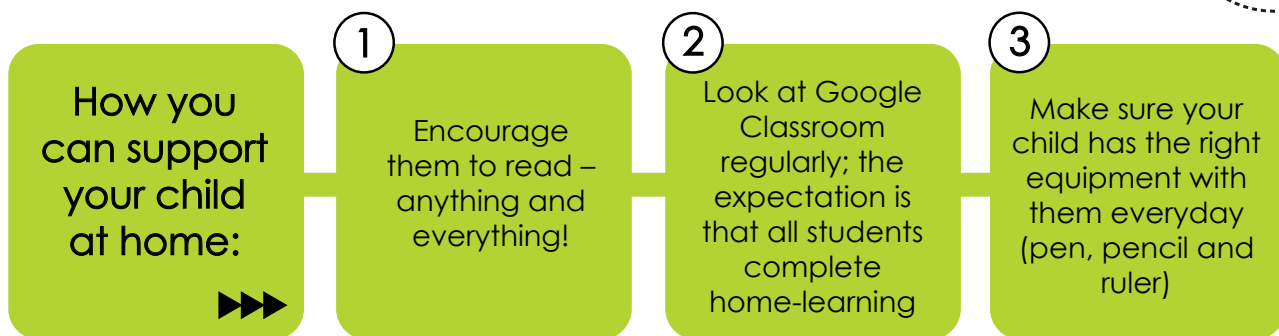 How you
can support
your child
at home:
1
Encourage
them to read –
anything and
everything!
2
Look at Google
Classroom
regularly; the
expectation is
that all students
complete
home-learning
3
Make sure your
child has the right
equipment with
them everyday
(pen, pencil and
ruler)